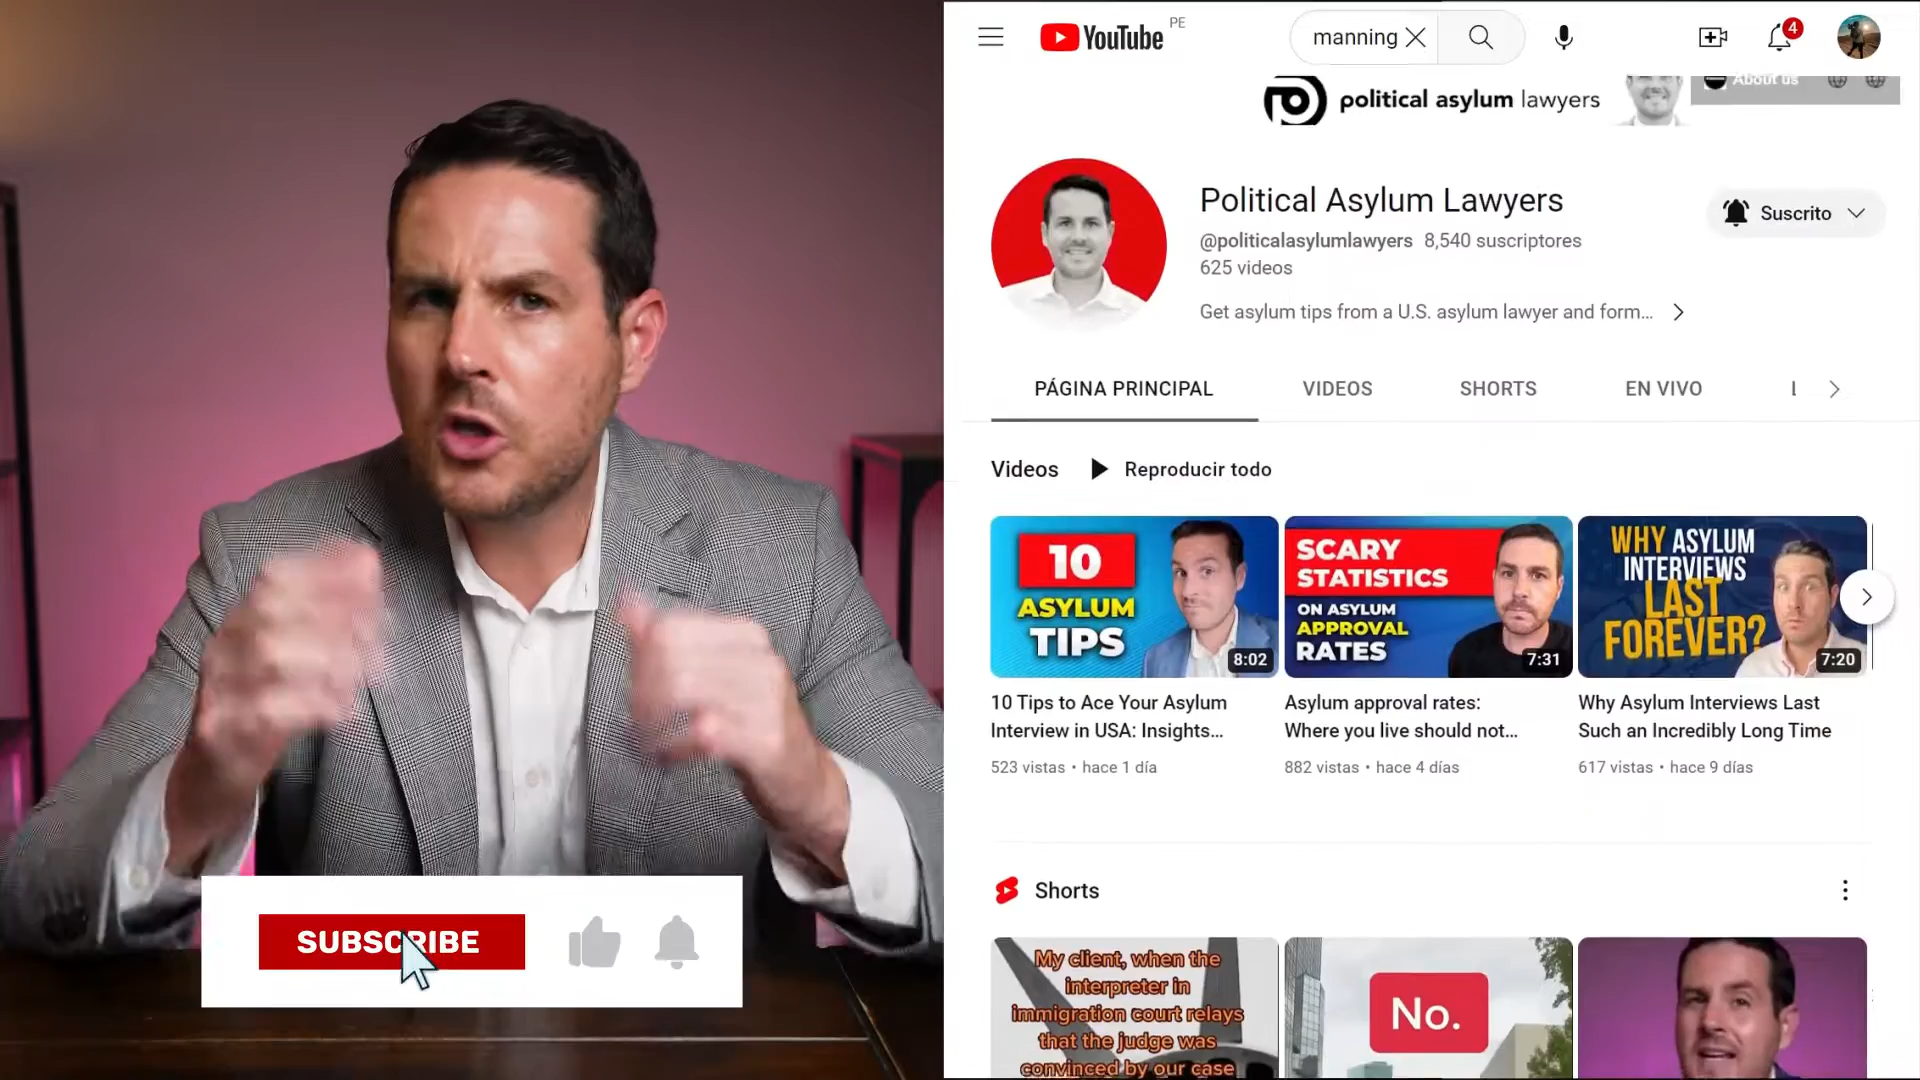 SUBSCRIBE
YouTube
PE
manning
4
political asylum lawyers
About us
Political Asylum Lawyers
@politicalasylumlawyers 8,540 suscriptores
625 videos
Get asylum tips from a U.S. asylum lawyer and form...
Suscrito
PÁGINA PRINCIPAL
VIDEOS
SHORTS
EN VIVO
Videos
Reproducir todo
10
ASYLUM
TIPS
8:02
SCARY
STATISTICS
ON ASYLUM
APPROVAL
RATES
7:31
WHY ASYLUM
INTERVIEWS
LAST
FOREVER?
7:20
10 Tips to Ace Your Asylum
Interview in USA: Insights...
523 vistas • hace 1 día
Asylum approval rates:
Where you live should not...
882 vistas • hace 4 días
Why Asylum Interviews Last
Such an Incredibly Long Time
617 vistas • hace 9 días
Shorts
My client, when the
interpreter in
immigration court relays
that the judge was
convinced by our case
No.